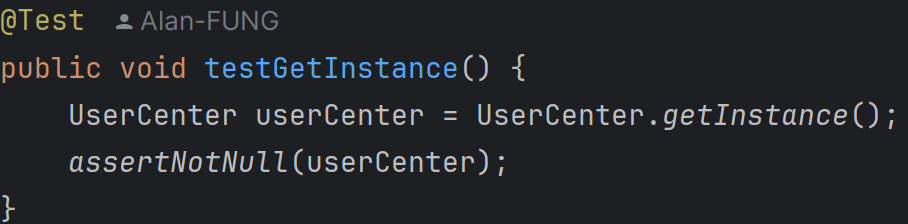 @Test Alan-FUNG
public void testGetInstance() {
    UserCenter userCenter = UserCenter.getInstance();
    assertNotNull(userCenter);
}